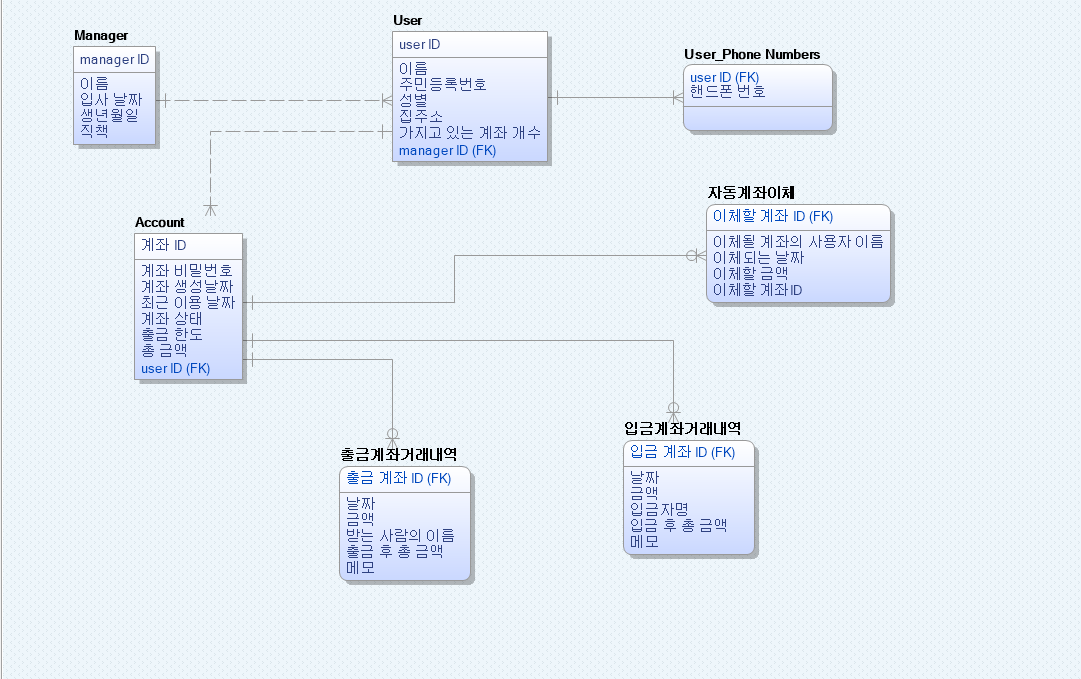 Manager
manager ID
이름
입사 날짜
생년월일
직책
User
user ID
이름
주민등록번호
성별
집주소
가지고 있는 계좌 개수
manager ID (FK)
User_Phone Numbers
user ID (FK)
핸드폰 번호
Account
계좌 ID
계좌 비밀번호
계좌 생성날짜
최근 이용 날짜
계좌 상태
출금 한도
총 금액
user ID (FK)
자동계좌이체
이체할 계좌 ID (FK)
이체될 계좌의 사용자 이름
이체되는 날짜
이체할 금액
이체할 계좌ID
출금계좌거래내역
출금 계좌 ID (FK)
날짜
금액
받는 사람의 이름
출금 후 총 금액
메모
입금계좌거래내역
입금 계좌 ID (FK)
날짜
금액
입금자명
입금 후 총 금액
메모